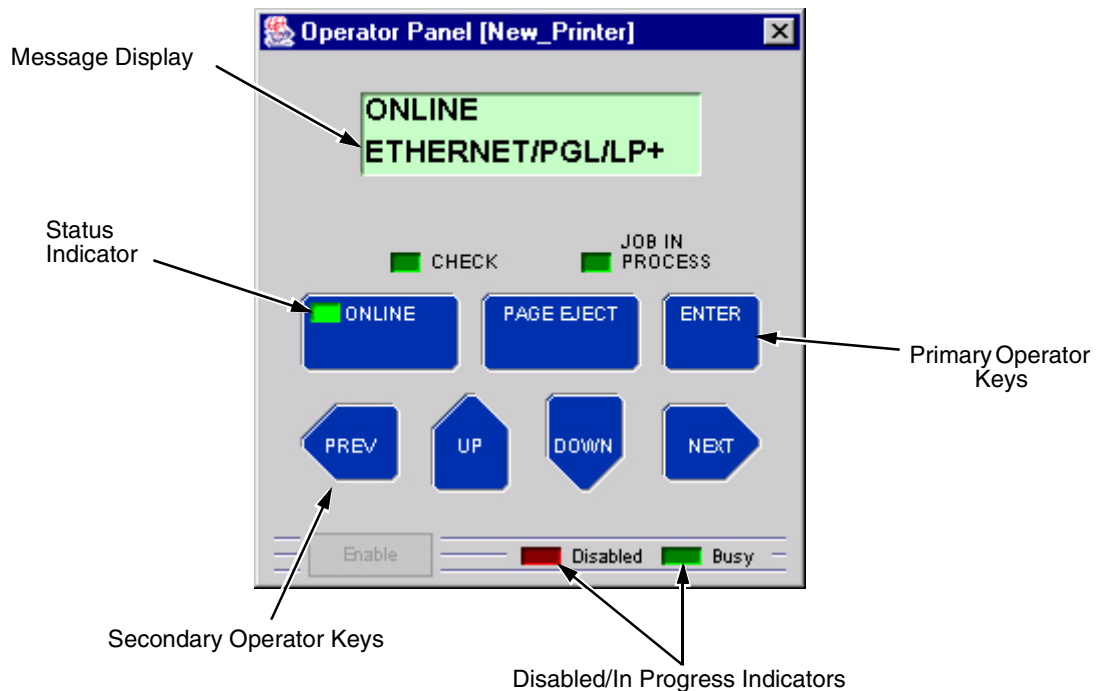 Operator Panel [New_Printer]
Message Display
ONLINE
ETHERNET/PGL/LP+
Status
Indicator
CHECK
JOB IN
PROCESS
ONLINE
PAGE EJECT
ENTER
Primary Operator
Keys
PREV
UP
DOWN
NEXT
Enable
Disabled
Busy
Secondary Operator Keys
Disabled/In Progress Indicators